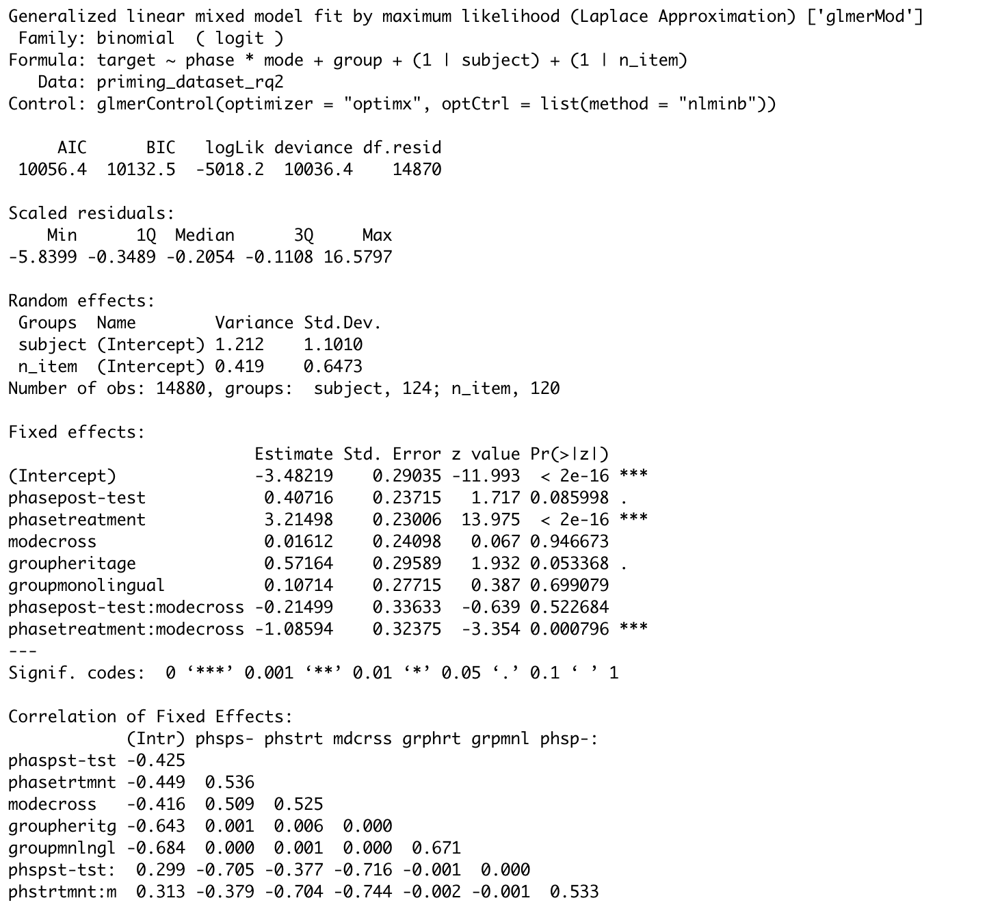 Generalized linear mixed model fit by maximum likelihood (Laplace Approximation) ['glmerMod']
 Family: binomial  ( logit )
Formula: target ~ phase * mode + group + (1 | subject) + (1 | n_item)
   Data: priming_dataset_rq2
Control: glmerControl(optimizer = "optimx", optCtrl = list(method = "nlminb"))

     AIC      BIC   logLik deviance df.resid
 10056.4  10132.5  -5018.2  10036.4    14870

Scaled residuals:
    Min      1Q  Median      3Q     Max
-5.8399 -0.3489 -0.2054 -0.1108 16.5797

Random effects:
 Groups  Name        Variance Std.Dev.
 subject (Intercept) 1.212    1.1010
 n_item  (Intercept) 0.419    0.6473
Number of obs: 14880, groups:  subject, 124; n_item, 120

Fixed effects:
                         Estimate Std. Error z value Pr(>|z|)
(Intercept)              -3.48219    0.29035 -11.993  < 2e-16 ***
phasepost-test            0.40716    0.23715   1.717 0.085998 .
phasetreatment            3.21498    0.23006  13.975  < 2e-16 ***
modecross                 0.01612    0.24098   0.067 0.946673
groupheritage             0.57164    0.29589   1.932 0.053368 .
groupmonolingual          0.10714    0.27715   0.387 0.699079
phasepost-test:modecross -0.21499    0.33633  -0.639 0.522684
phasetreatment:modecross -1.08594    0.32375  -3.354 0.000796 ***
---
Signif. codes:  0 ‘***’ 0.001 ‘**’ 0.01 ‘*’ 0.05 ‘.’ 0.1 ‘ ’ 1

Correlation of Fixed Effects:
            (Intr) phsps- phstrt mdcrss grphrt grpmnl phsp-:
phaspst-tst -0.425
phasetrtmnt -0.449  0.536
modecross   -0.416  0.509  0.525
groupheritg -0.643  0.001  0.006  0.000
groupmnlngl -0.684  0.000  0.001  0.000  0.671
phspst-tst:  0.299 -0.705 -0.377 -0.716 -0.001  0.000
phstrtmnt:m  0.313 -0.379 -0.704 -0.744 -0.002 -0.001  0.533